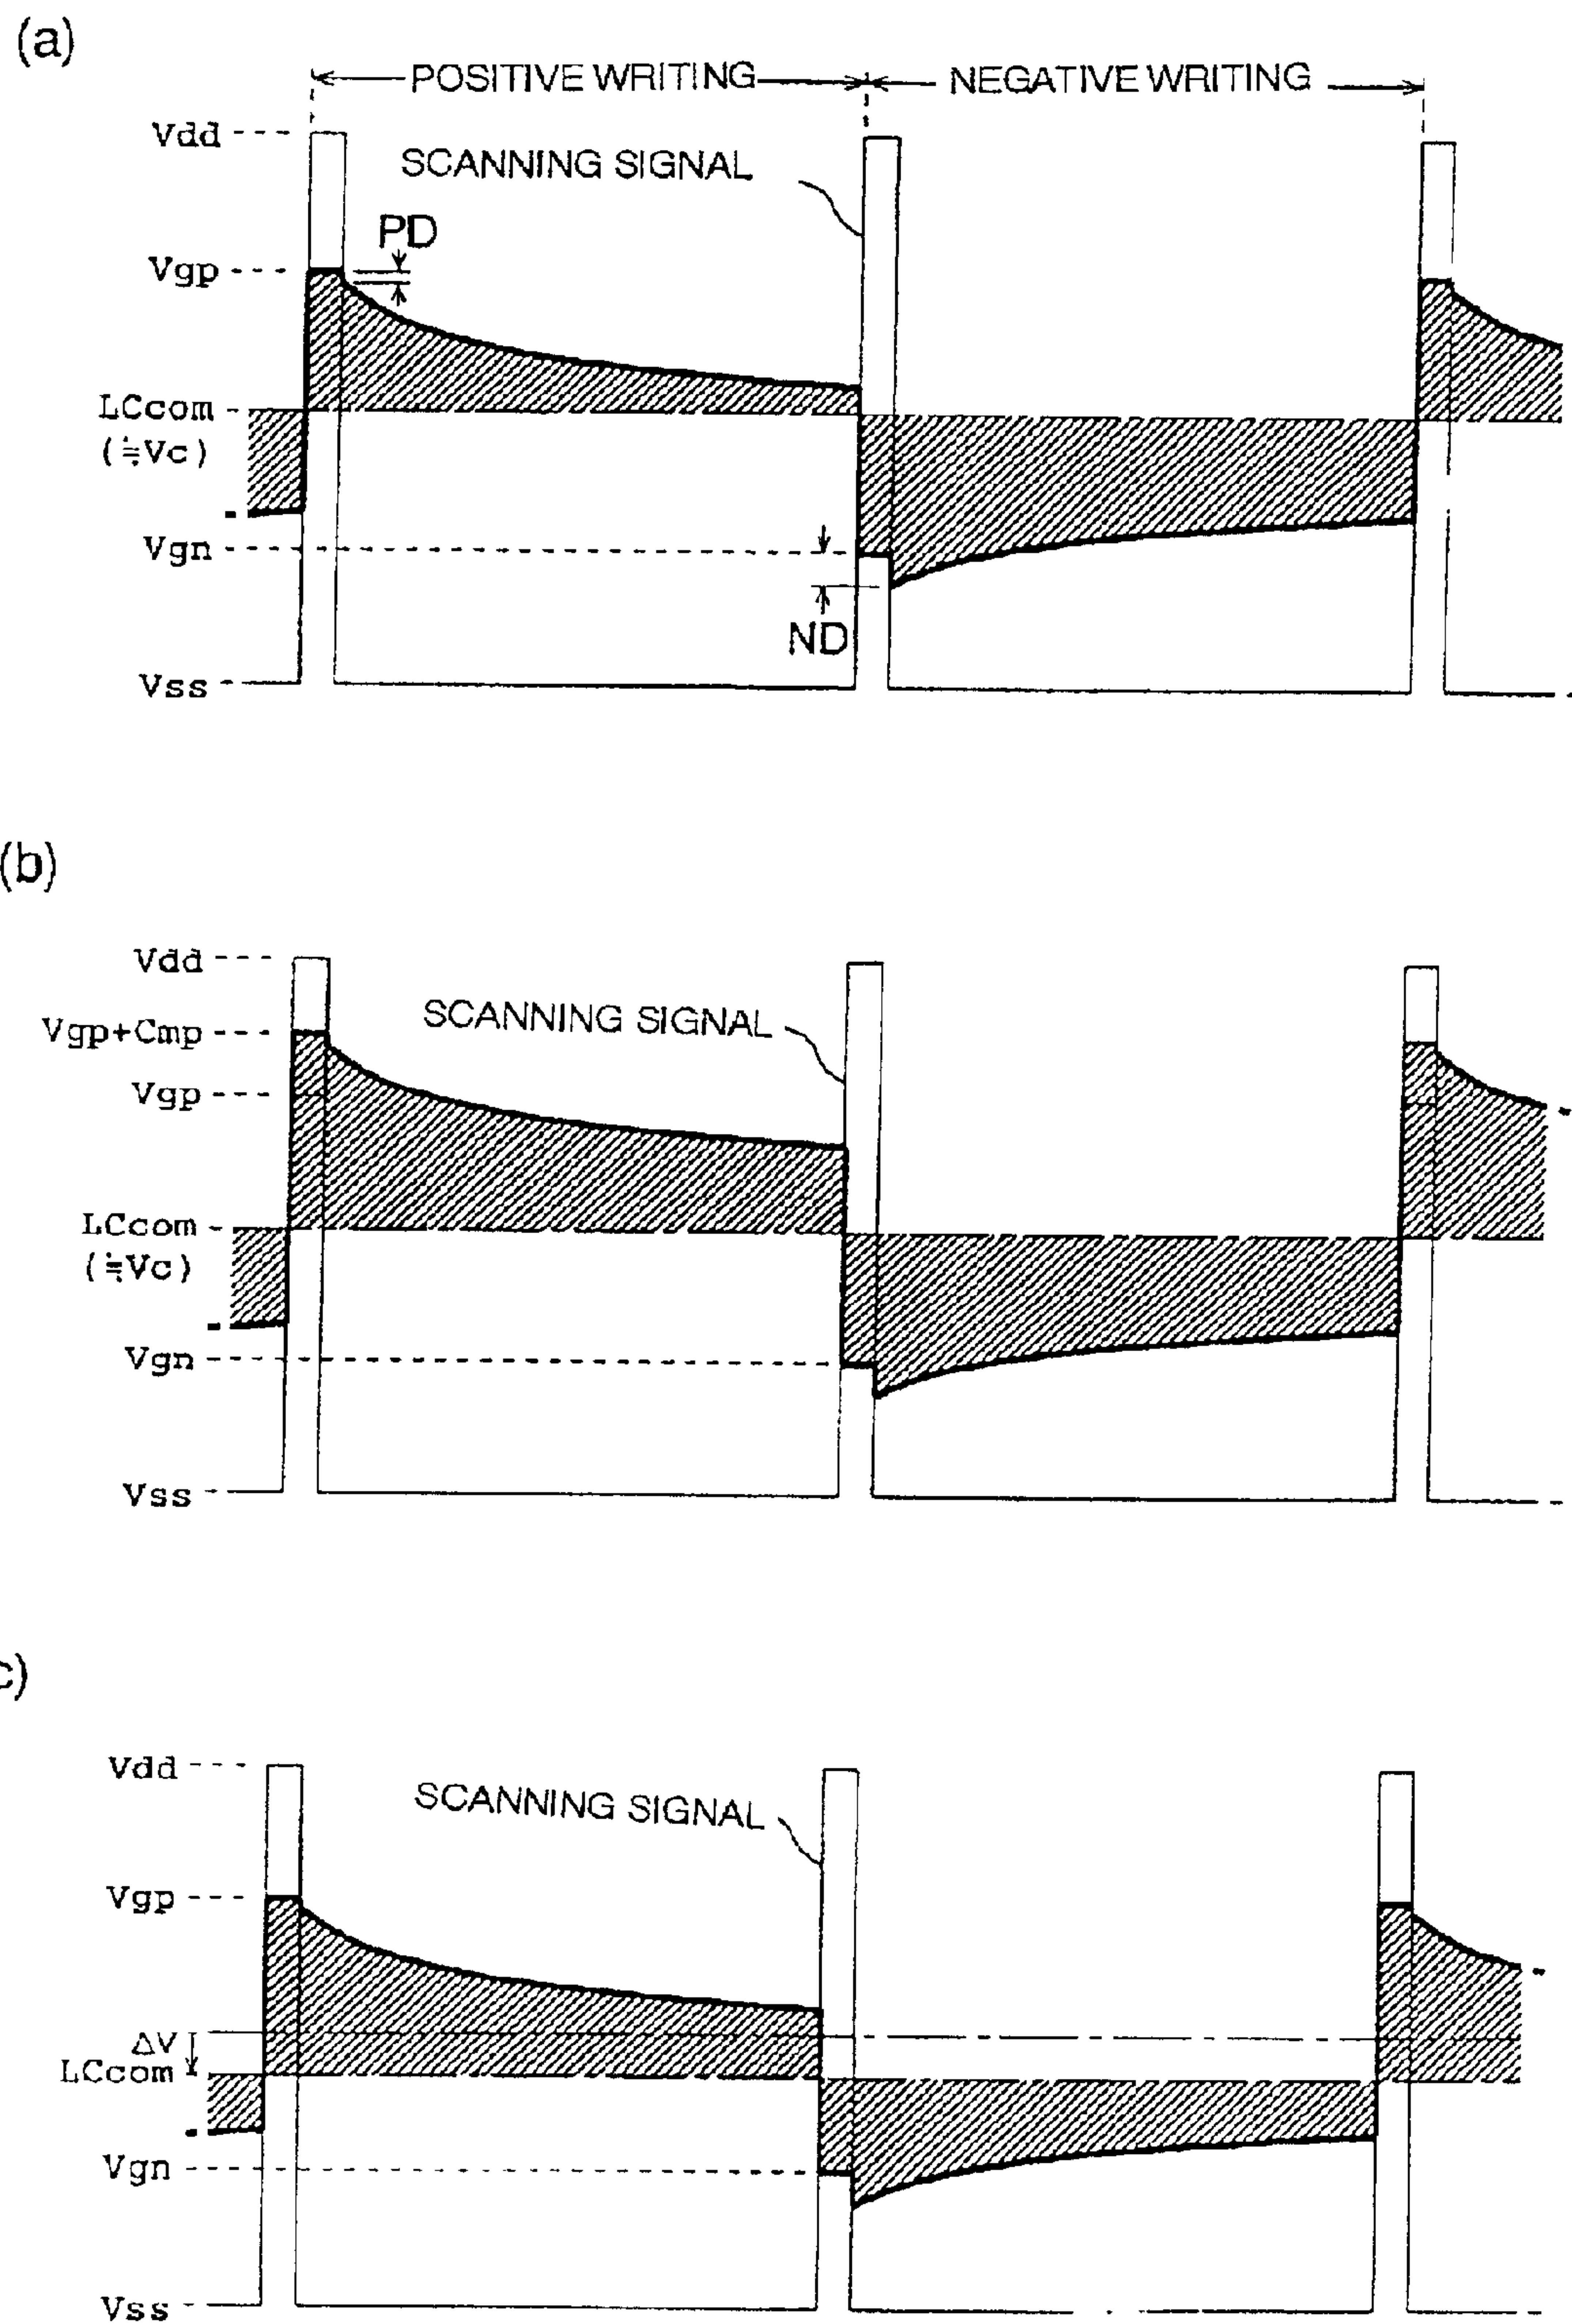 (a)
POSITIVE WRITING NEGATIVE WRITING
Vdd
SCANNING SIGNAL
PD
Vgp
LCcom
(≒Vc)
Vgn
ND
Vss
(b)
Vdd
SCANNING SIGNAL
Vgp+Cmp
Vgp
LCcom
(≒Vc)
Vgn
Vss
c)
Vdd
SCANNING SIGNAL
Vgp
ΔV
LCcom
Vgn
Vss